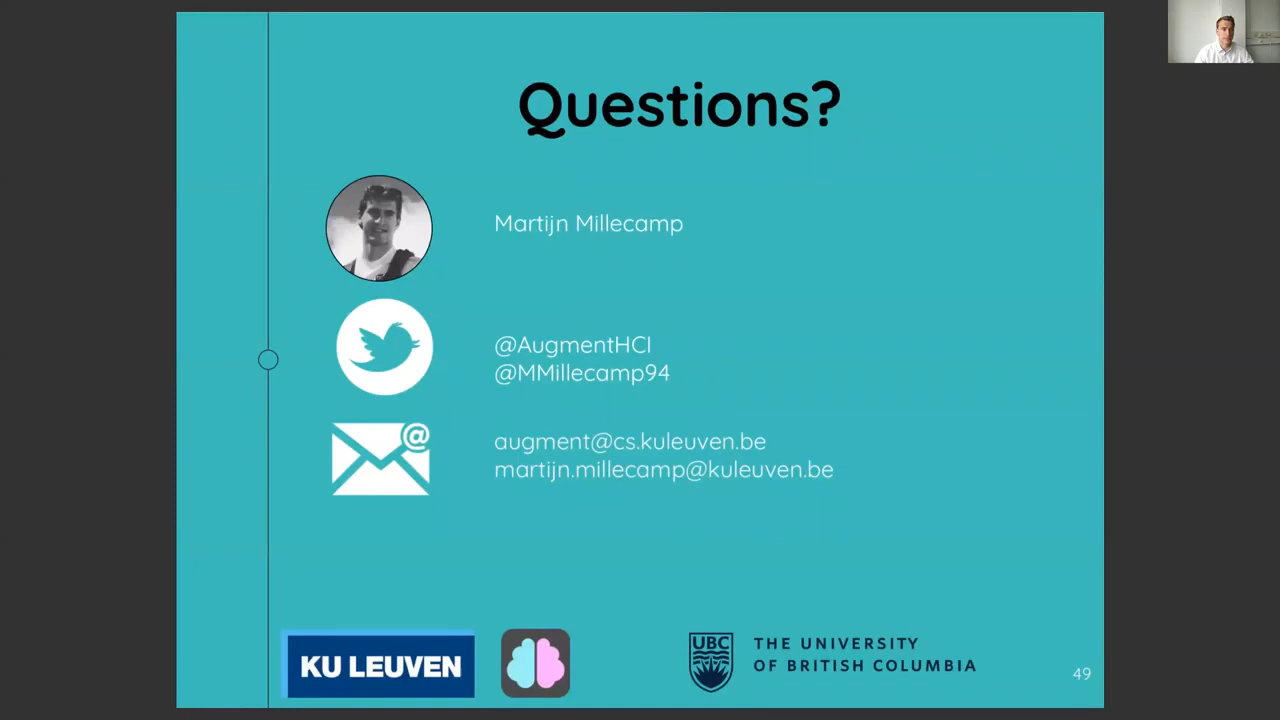 Questions?
Martijn Millecamp
@AugmentHCI
@MMillecamp94
@
augment@cs.kuleuven.be
martijn.millecamp@kuleuven.be
KU LEUVEN
UBC
THE UNIVERSITY
OF BRITISH COLUMBIA
49